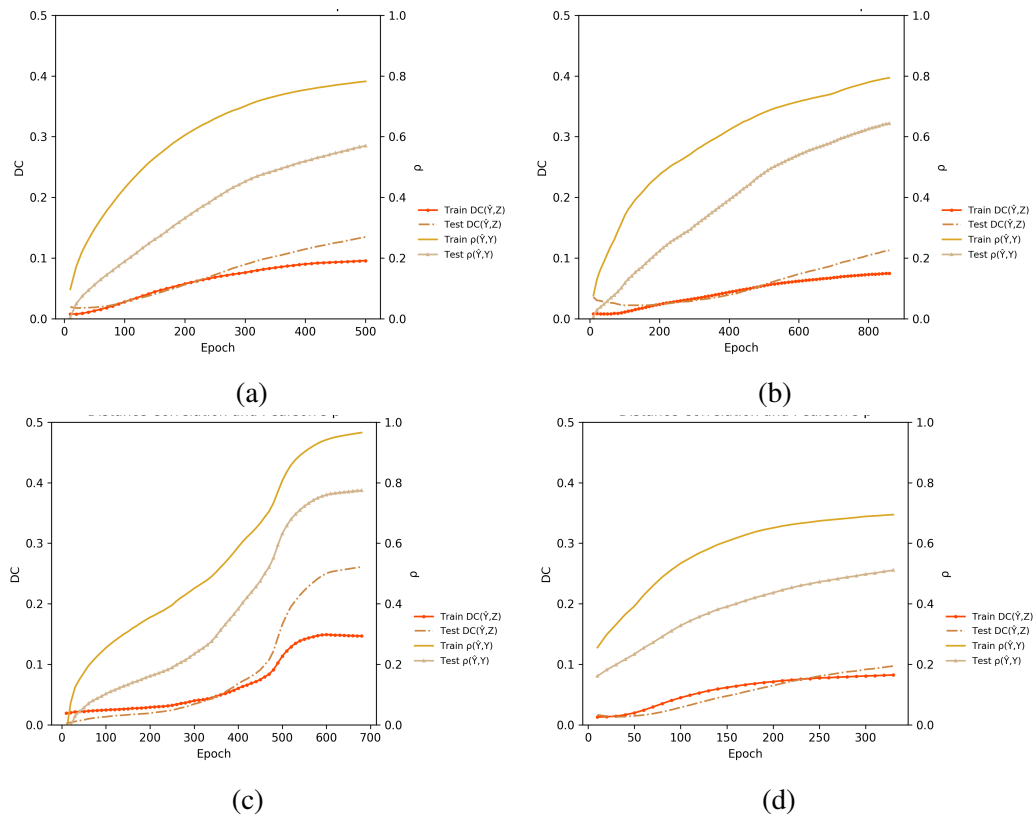 0.5
0.4
0.3
0.2
0.1
0.0
DC
1.0
0.8
0.6
0.4
0.2
0.0
ρ
0
100
200
300
400
500
Epoch
Train DC(Ŷ,Z)
Test DC(Ŷ,Z)
Train ρ(Ŷ,Y)
Test ρ(Ŷ,Y)
(a)
0.5
0.4
0.3
0.2
0.1
0.0
DC
1.0
0.8
0.6
0.4
0.2
0.0
ρ
0
200
400
600
800
Epoch
Train DC(Ŷ,Z)
Test DC(Ŷ,Z)
Train ρ(Ŷ,Y)
Test ρ(Ŷ,Y)
(b)
0.5
0.4
0.3
0.2
0.1
0.0
DC
1.0
0.8
0.6
0.4
0.2
0.0
ρ
0
100
200
300
400
500
600
700
Epoch
Train DC(Ŷ,Z)
Test DC(Ŷ,Z)
Train ρ(Ŷ,Y)
Test ρ(Ŷ,Y)
(c)
0.5
0.4
0.3
0.2
0.1
0.0
DC
1.0
0.8
0.6
0.4
0.2
0.0
ρ
0
50
100
150
200
250
300
Epoch
Train DC(Ŷ,Z)
Test DC(Ŷ,Z)
Train ρ(Ŷ,Y)
Test ρ(Ŷ,Y)
(d)